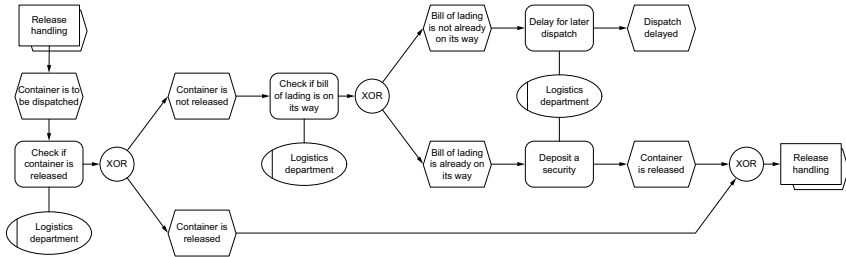 Release
handling
Container is to
be dispatched
Check if
container is
released
Logistics
department
XOR
Container is
not released
Container is
released
Check if bill
of lading is on
its way
Logistics
department
XOR
Bill of lading
is not already
on its way
Bill of lading
is already on
its way
Delay for later
dispatch
Logistics
department
Deposit a
security
Dispatch
delayed
Container
is released
XOR
Release
handling